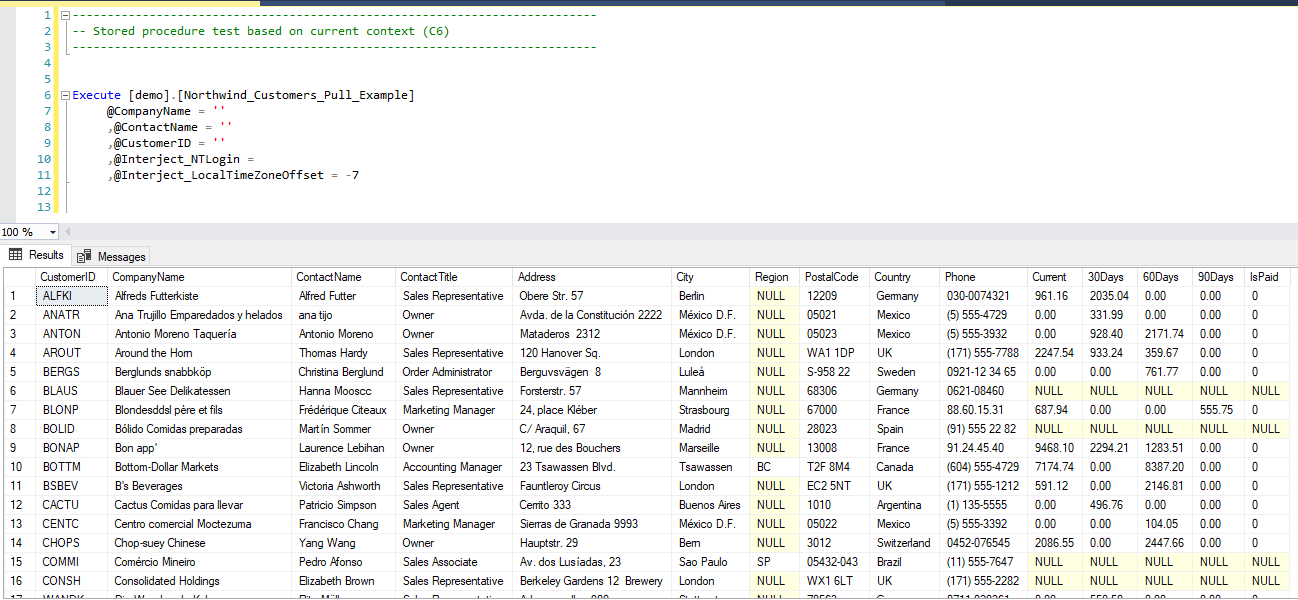 1 ---------------------------------------------------------------------------
2 -- Stored procedure test based on current context (C6)
3 ---------------------------------------------------------------------------
4
5
6 Execute [demo].[Northwind_Customers_Pull_Example]
7 @CompanyName = ''
8 ,@ContactName = ''
9 ,@CustomerID = ''
10 ,@Interject_NTLogin =
11 ,@Interject_LocalTimeZoneOffset = -7
12
13
100 %
Results Messages
CustomerID CompanyName ContactName ContactTitle Address City Region PostalCode Country Phone Current 30Days 60Days 90Days IsPaid
1 ALFKI Alfreds Futterkiste Alfred Futter Sales Representative Obere Str. 57 Berlin NULL 12209 Germany 030-0074321 961.16 2035.04 0.00 0.00 0
2 ANATR Ana Trujillo Emparedados y helados ana tijo Owner Avda. de la Constitución 2222 México D.F. NULL 05021 Mexico (5) 555-4729 0.00 331.99 0.00 0.00 0
3 ANTON Antonio Moreno Taquería Antonio Moreno Owner Mataderos 2312 México D.F. NULL 05023 Mexico (5) 555-3932 0.00 928.40 2171.74 0.00 0
4 AROUT Around the Horn Thomas Hardy Sales Representative 120 Hanover Sq. London NULL WA1 1DP UK (171) 555-7788 2247.54 933.24 359.67 0.00 0
5 BERGS Berglunds snabbköp Christina Berglund Order Administrator Berguvsvägen 8 Luleå NULL S-958 22 Sweden 0921-12 34 65 0.00 0.00 761.77 0.00 0
6 BLAUS Blauer See Delikatessen Hanna Mooscc Sales Representative Forsterstr. 57 Mannheim NULL 68306 Germany 0621-08460 NULL NULL NULL NULL NULL
7 BLONP Blondesddsl père et fils Frédérique Citeaux Marketing Manager 24, place Kléber Strasbourg NULL 67000 France 88.60.15.31 687.94 0.00 0.00 555.75 0
8 BOLID Bólido Comidas preparadas Martín Sommer Owner C/ Araquil, 67 Madrid NULL 28023 Spain (91) 555 22 82 NULL NULL NULL NULL NULL
9 BONAP Bon app' Laurence Lebihan Owner 12, rue des Bouchers Marseille NULL 13008 France 91.24.45.40 9468.10 2294.21 1283.51 0.00 0
10 BOTTM Bottom-Dollar Markets Elizabeth Lincoln Accounting Manager 23 Tsawassen Blvd. Tsawassen BC T2F 8M4 Canada (604) 555-4729 7174.74 0.00 8387.20 0.00 0
11 BSBEV B's Beverages Victoria Ashworth Sales Representative Fauntleroy Circus London NULL EC2 5NT UK (171) 555-1212 591.12 0.00 2146.81 0.00 0
12 CACTU Cactus Comidas para llevar Patricio Simpson Sales Agent Cerrito 333 Buenos Aires NULL 1010 Argentina (1) 135-5555 0.00 496.76 0.00 0.00 0
13 CENTC Centro comercial Moctezuma Francisco Chang Marketing Manager Sierras de Granada 9993 México D.F. NULL 05022 Mexico (5) 555-3392 0.00 0.00 104.05 0.00 0
14 CHOPS Chop-suey Chinese Yang Wang Owner Hauptstr. 29 Bern NULL 3012 Switzerland 0452-076545 2086.55 0.00 2447.66 0.00 0
15 COMMI Comércio Mineiro Pedro Afonso Sales Associate Av. dos Lusíadas, 23 Sao Paulo SP 05432-043 Brazil (11) 555-7647 NULL NULL NULL NULL NULL
16 CONSH Consolidated Holdings Elizabeth Brown Sales Representative Berkeley Gardens 12 Brewery London NULL WX1 6LT UK (171) 555-2282 NULL NULL NULL NULL NULL